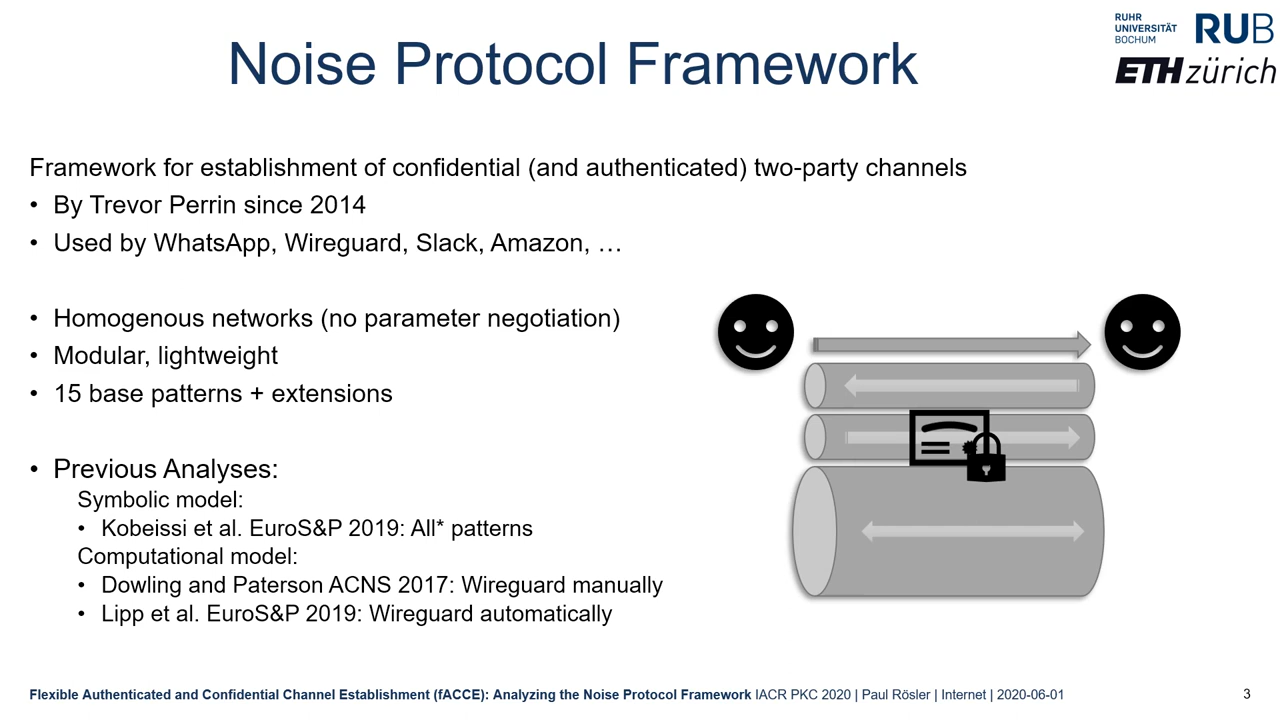 RUHR
UNIVERSITÄT
BOCHUM
RUB
ETH zürich
Noise Protocol Framework
Framework for establishment of confidential (and authenticated) two-party channels
• By Trevor Perrin since 2014
• Used by WhatsApp, Wireguard, Slack, Amazon, …
• Homogenous networks (no parameter negotiation)
• Modular, lightweight
• 15 base patterns + extensions
• Previous Analyses:
Symbolic model:
• Kobeissi et al. EuroS&P 2019: All* patterns
Computational model:
• Dowling and Paterson ACNS 2017: Wireguard manually
• Lipp et al. EuroS&P 2019: Wireguard automatically
Flexible Authenticated and Confidential Channel Establishment (fACCE): Analyzing the Noise Protocol Framework IACR PKC 2020 | Paul Rösler | Internet | 2020-06-01
3